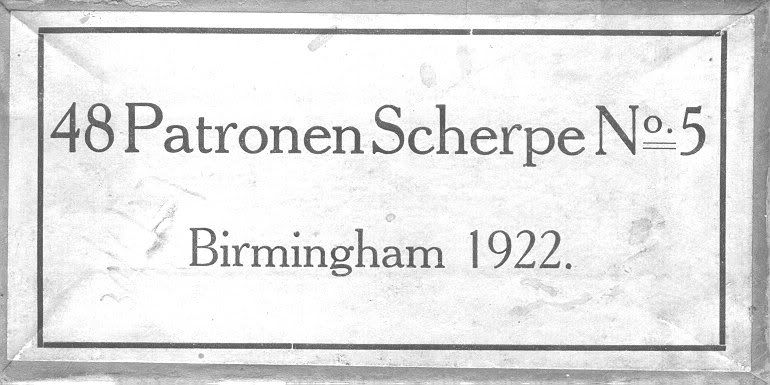 48 Patronen Scherpe No. 5
Birmingham 1922.